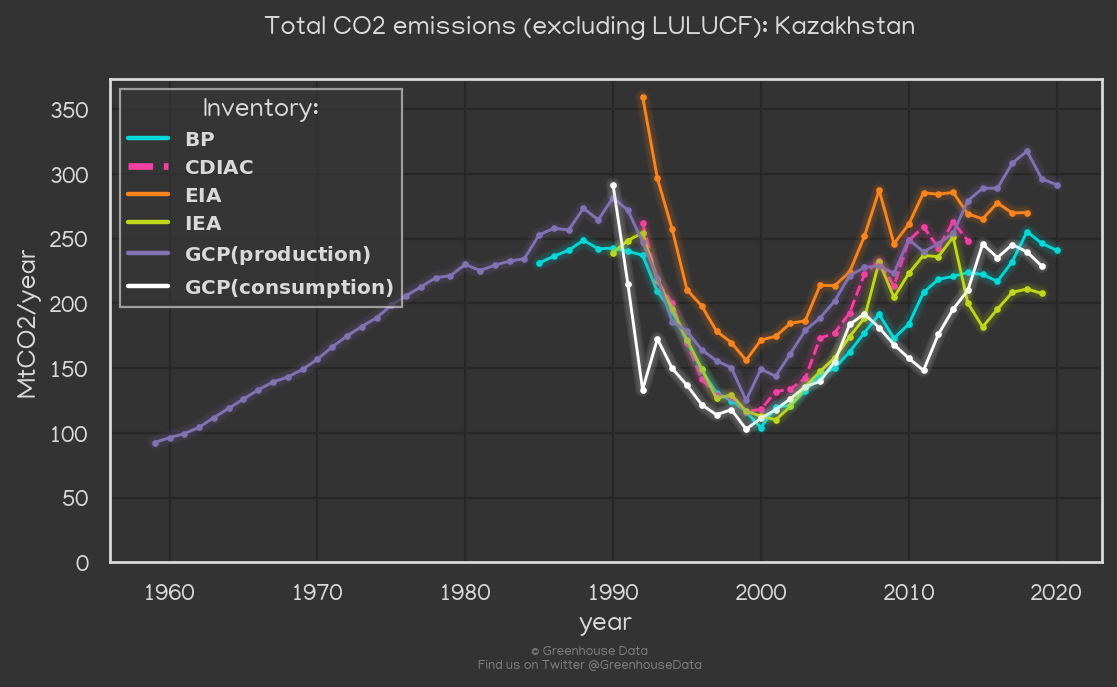 Total CO2 emissions (excluding LULUCF): Kazakhstan
Inventory:
BP
CDIAC
EIA
IEA
GCP(production)
GCP(consumption)
MtCO2/year
350
300
250
200
150
100
50
0
1960 1970 1980 1990 2000 2010 2020
year
© Greenhouse Data
Find us on Twitter @GreenhouseData